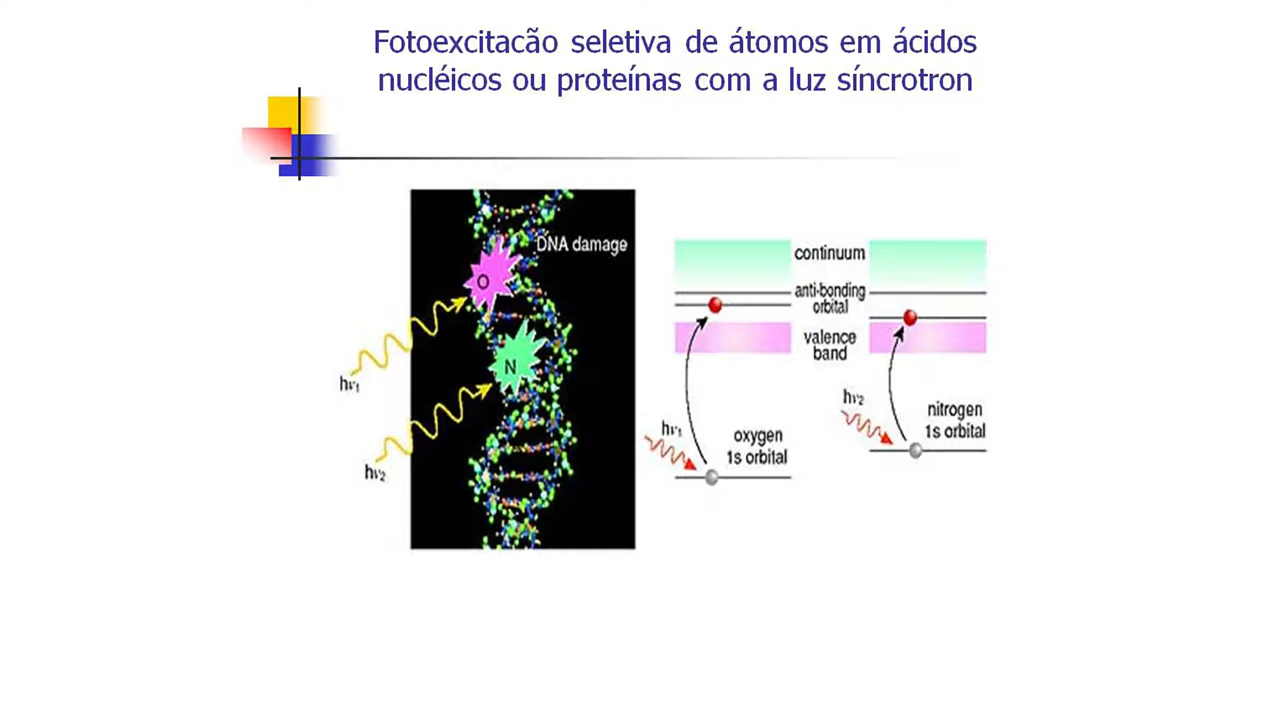 Fotoexcitacão seletiva de átomos em ácidos
nucléicos ou proteínas com a luz síncrotron
DNA damage
O
N
hν₁
hν₂
continuum
anti-bonding
orbital
valence
band
hν₁
oxygen
1s orbital
hν₂
nitrogen
1s orbital